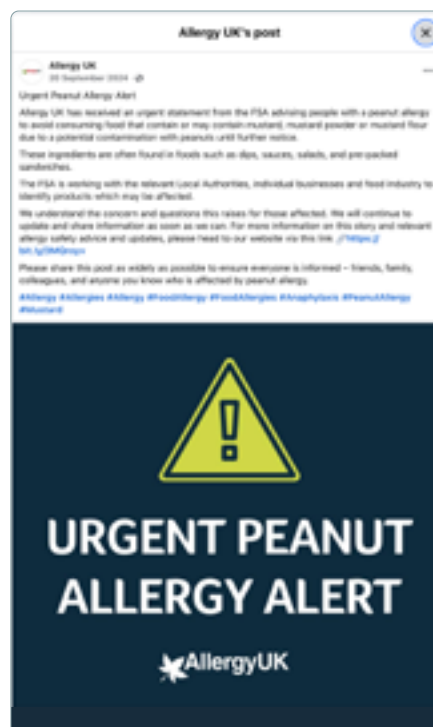 Allergy UK's post
Allergy UK
20 September 2024
Urgent Peanut Allergy Alert
Allergy UK has received an urgent statement from the FSA advising people with a peanut allergy
to avoid consuming food that contain or may contain mustard, mustard powder or mustard flour
due to a potential contamination with peanuts until further notice.
These ingredients are often found in foods such as dips, sauces, salads, and pre-packed
sandwiches.
The FSA is working with the relevant Local Authorities, individual businesses and food industry to
identify products which may be affected.
We understand the concern and questions this raises for those affected. We will continue to
update and share information as soon as we can. For more information on this story and relevant
allergy safety advice and updates, please head to our website via this link.
Please share this post as widely as possible to ensure everyone is informed – friends, family,
colleagues, and anyone you know who is affected by peanut allergy.
#Allergy #Allergies #Allergy #FoodAllergy #FoodAllergies #Anaphylaxis #PeanutAllergy
#Mustard
URGENT PEANUT
ALLERGY ALERT
AllergyUK